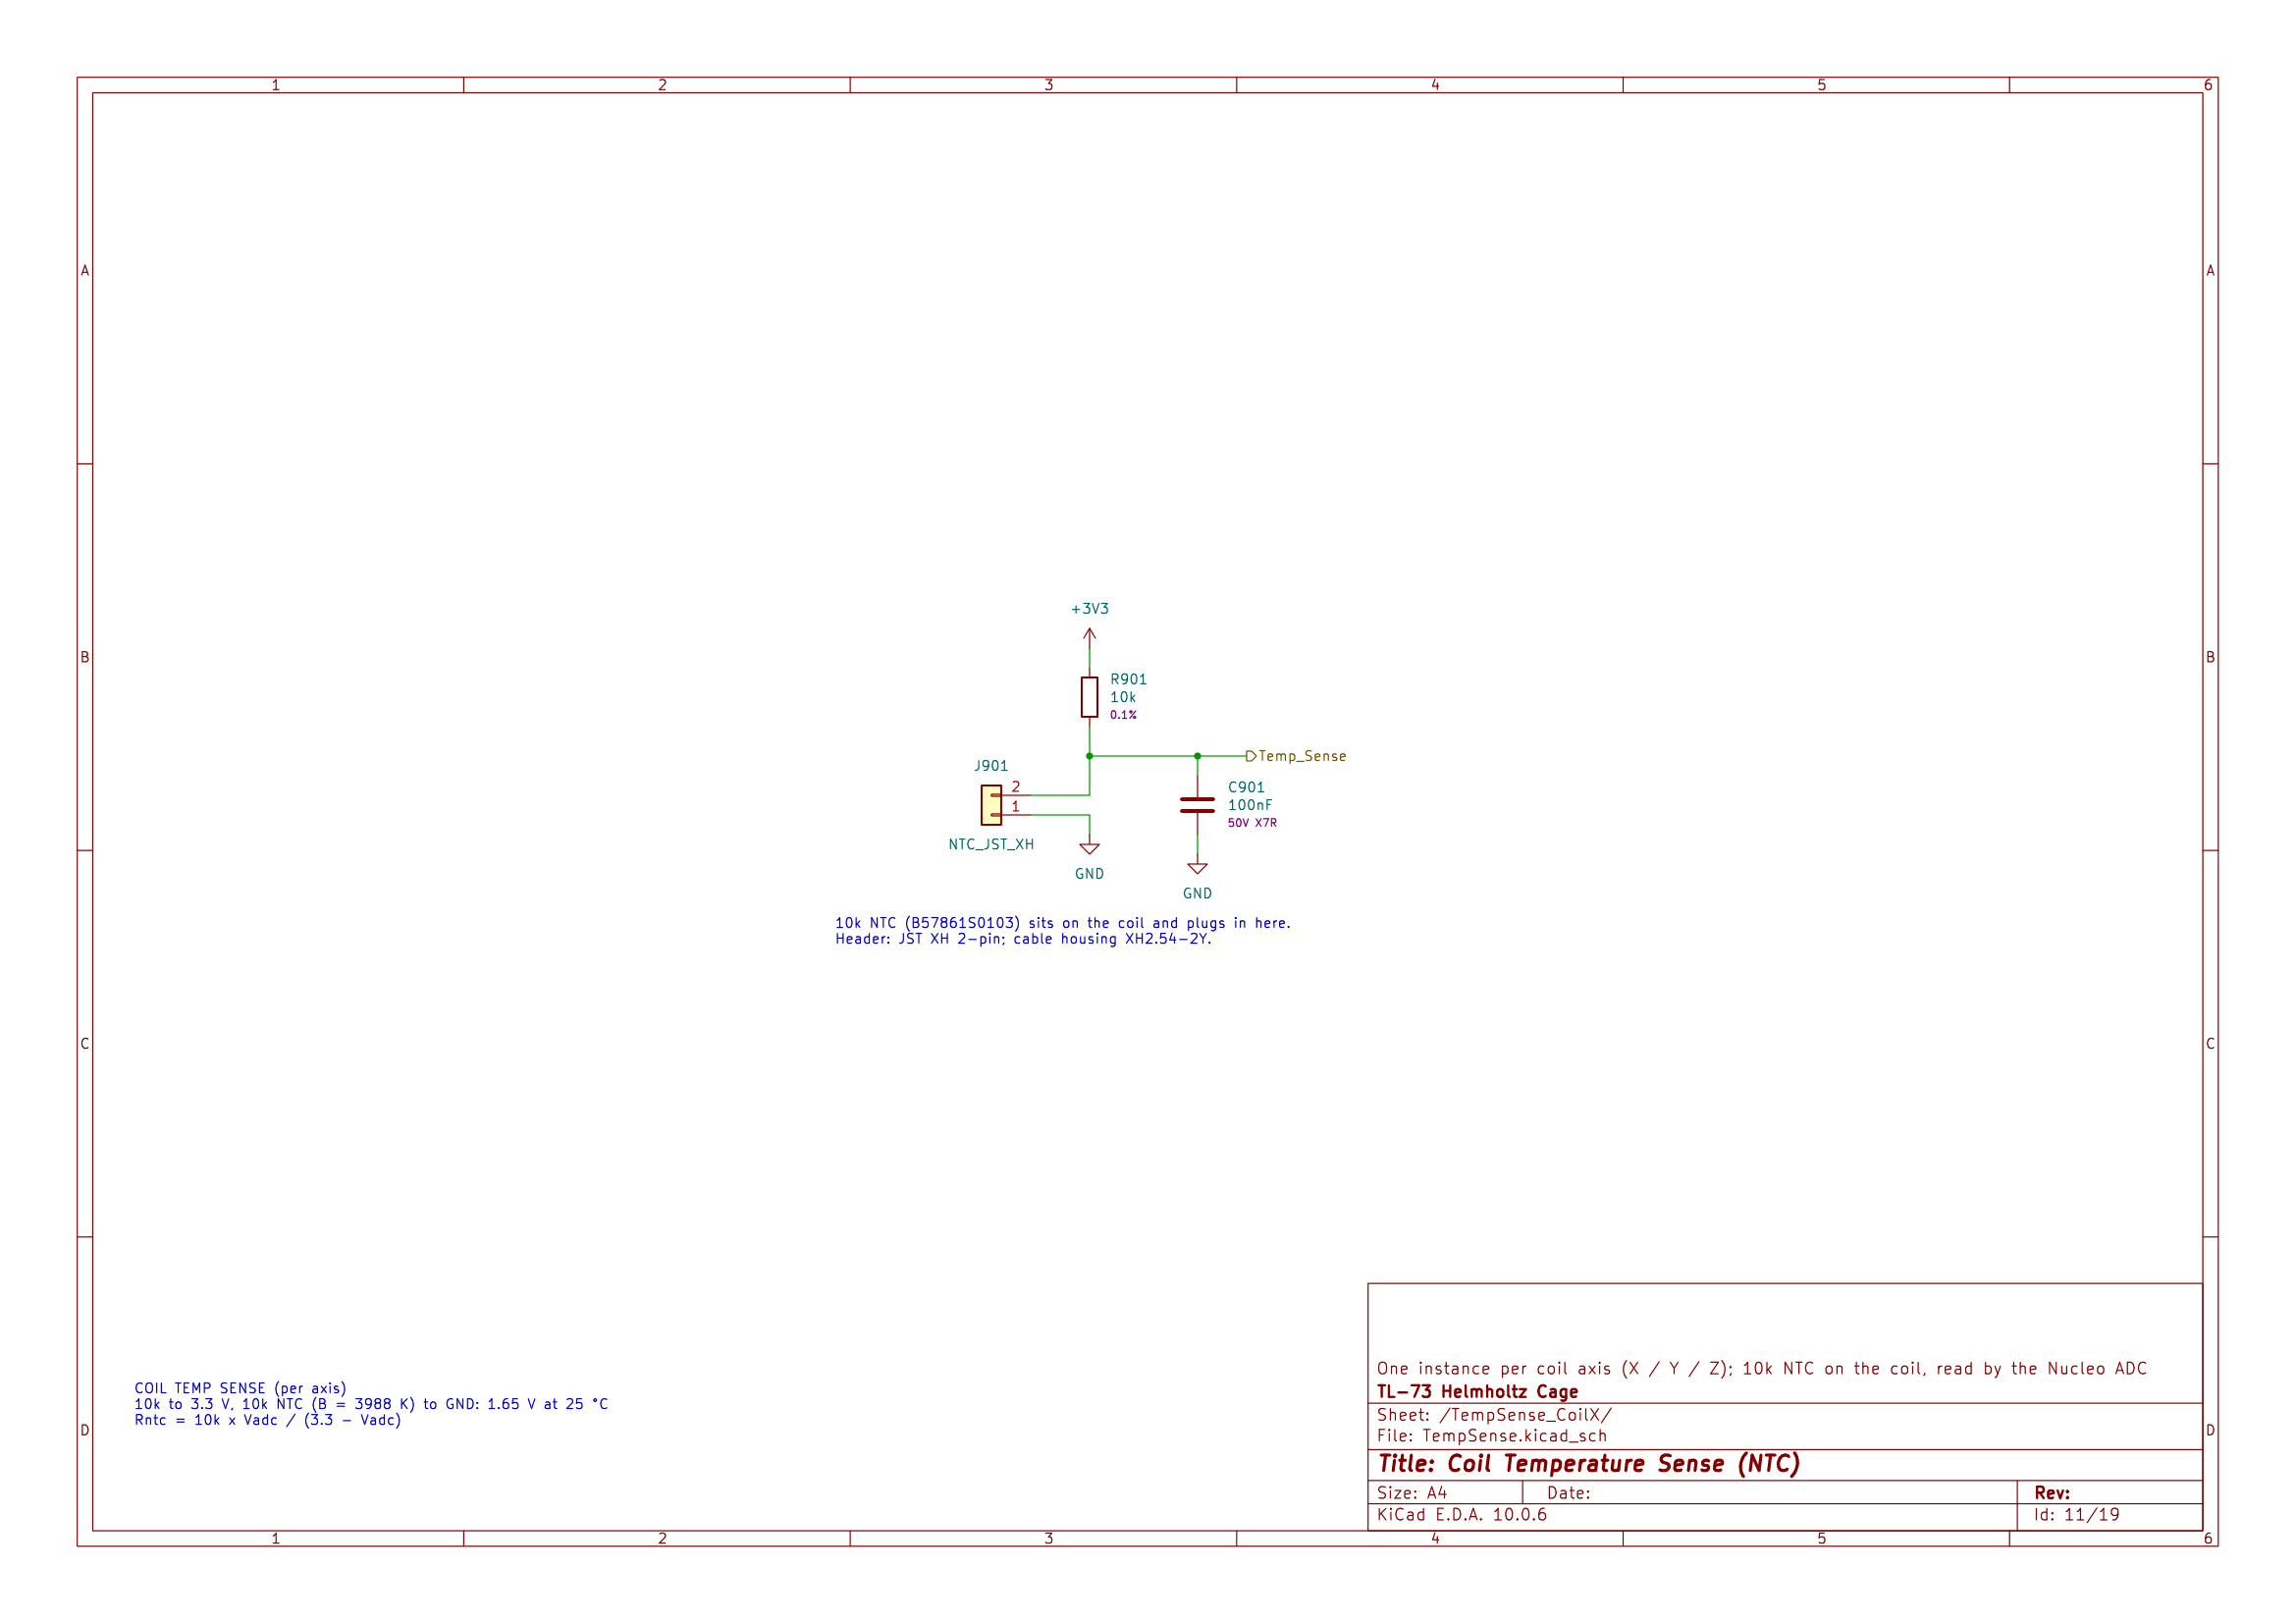 1 2 3 4 5 6
A A
+3V3
B B
R901
10k
0.1%
Temp_Sense
J901
2
1
C901
100nF
50V X7R
NTC_JST_XH
GND
GND
10k NTC (B57861S0103) sits on the coil and plugs in here.
Header: JST XH 2-pin; cable housing XH2.54-2Y.
C C
One instance per coil axis (X / Y / Z); 10k NTC on the coil, read by the Nucleo ADC
TL-73 Helmholtz Cage
COIL TEMP SENSE (per axis)
10k to 3.3 V, 10k NTC (B = 3988 K) to GND: 1.65 V at 25 °C
Rntc = 10k x Vadc / (3.3 - Vadc)
Sheet: /TempSense_CoilX/
File: TempSense.kicad_sch
D D
Title: Coil Temperature Sense (NTC)
Size: A4 Date: Rev:
KiCad E.D.A. 10.0.6 Id: 11/19
1 2 3 4 5 6